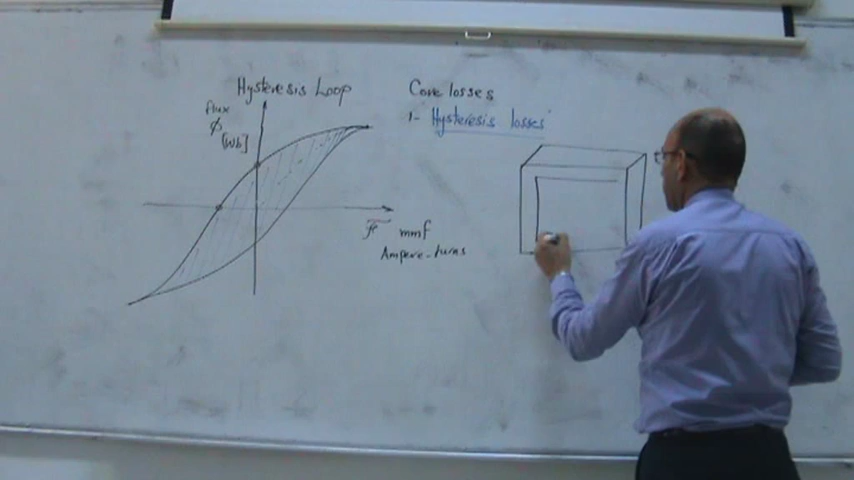 Hysteresis Loop
flux
ϕ
[wb]
mmf
Ampere-turns
Core losses
1- Hysteresis losses